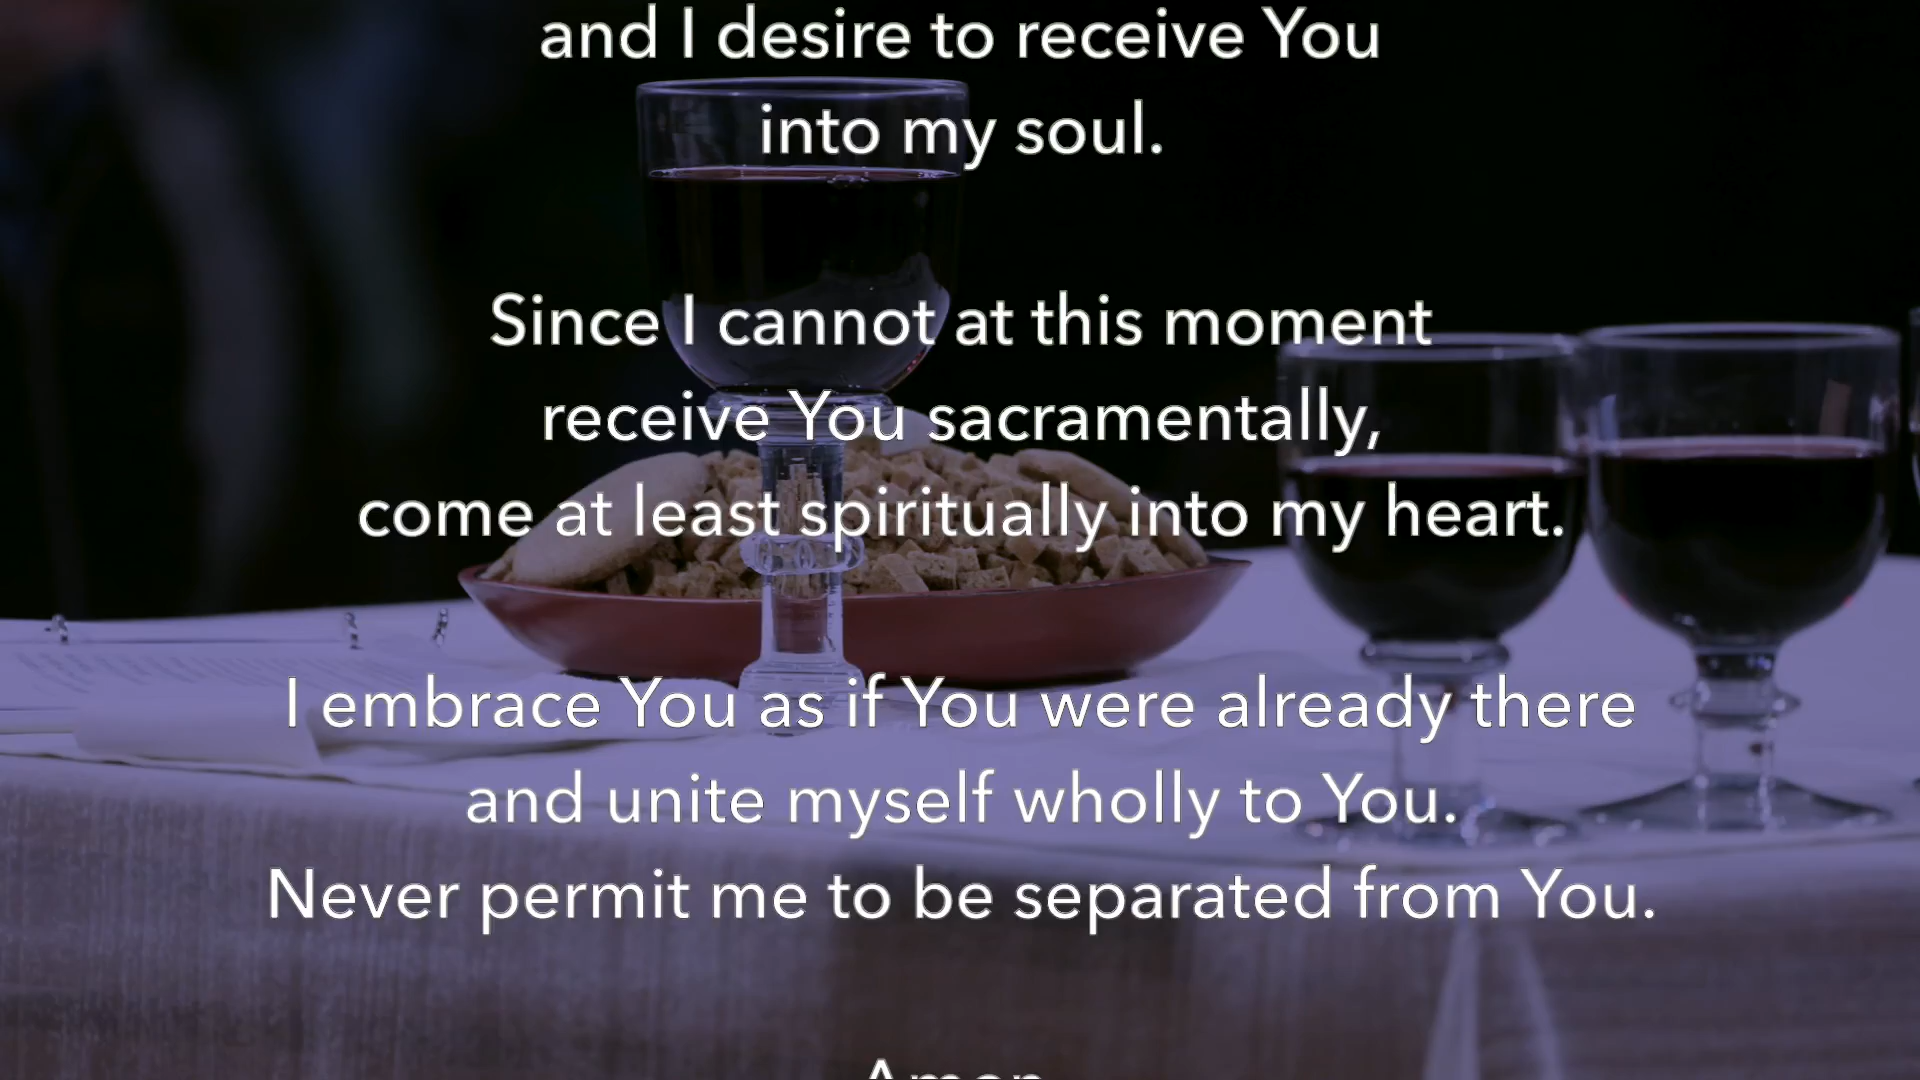 and I desire to receive You
into my soul.
Since I cannot at this moment
receive You sacramentally,
come at least spiritually into my heart.
I embrace You as if You were already there
and unite myself wholly to You.
Never permit me to be separated from You.
Amen